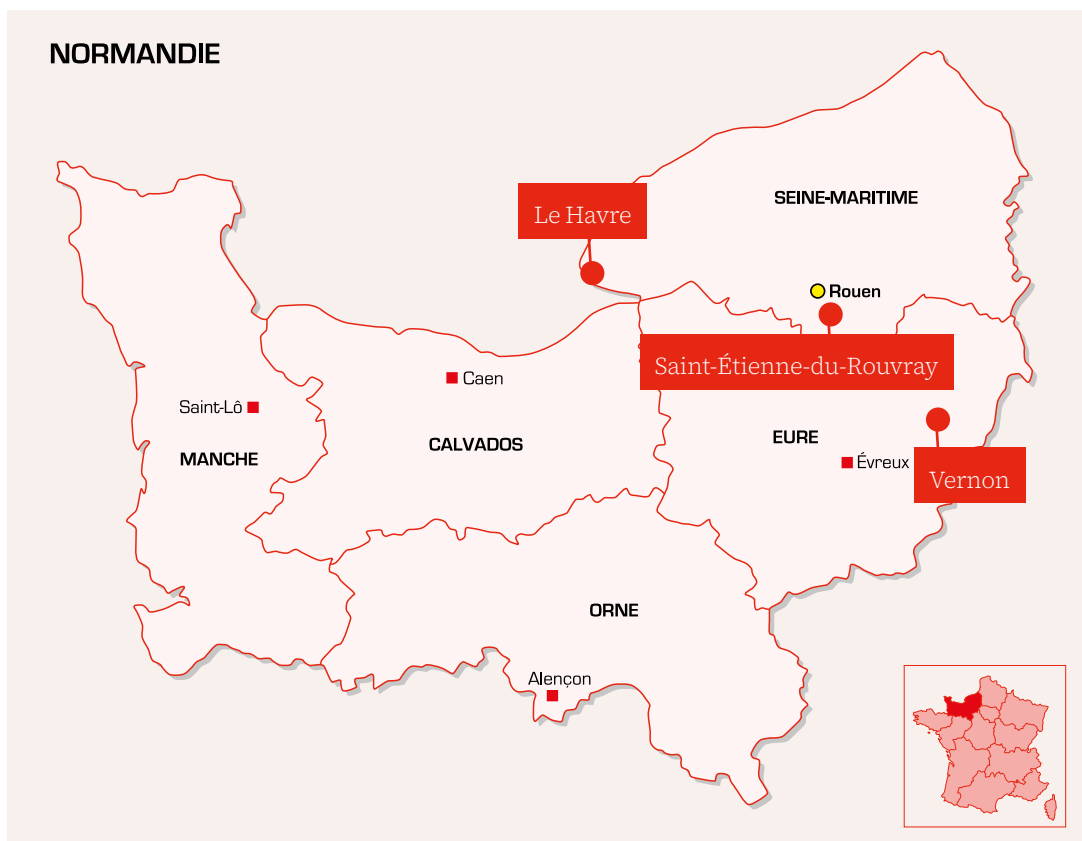 NORMANDIE
SEINE-MARITIME
Le Havre
Rouen
Saint-Étienne-du-Rouvray
Caen
Saint-Lô
CALVADOS
EURE
MANCHE
Évreux
Vernon
ORNE
Alençon